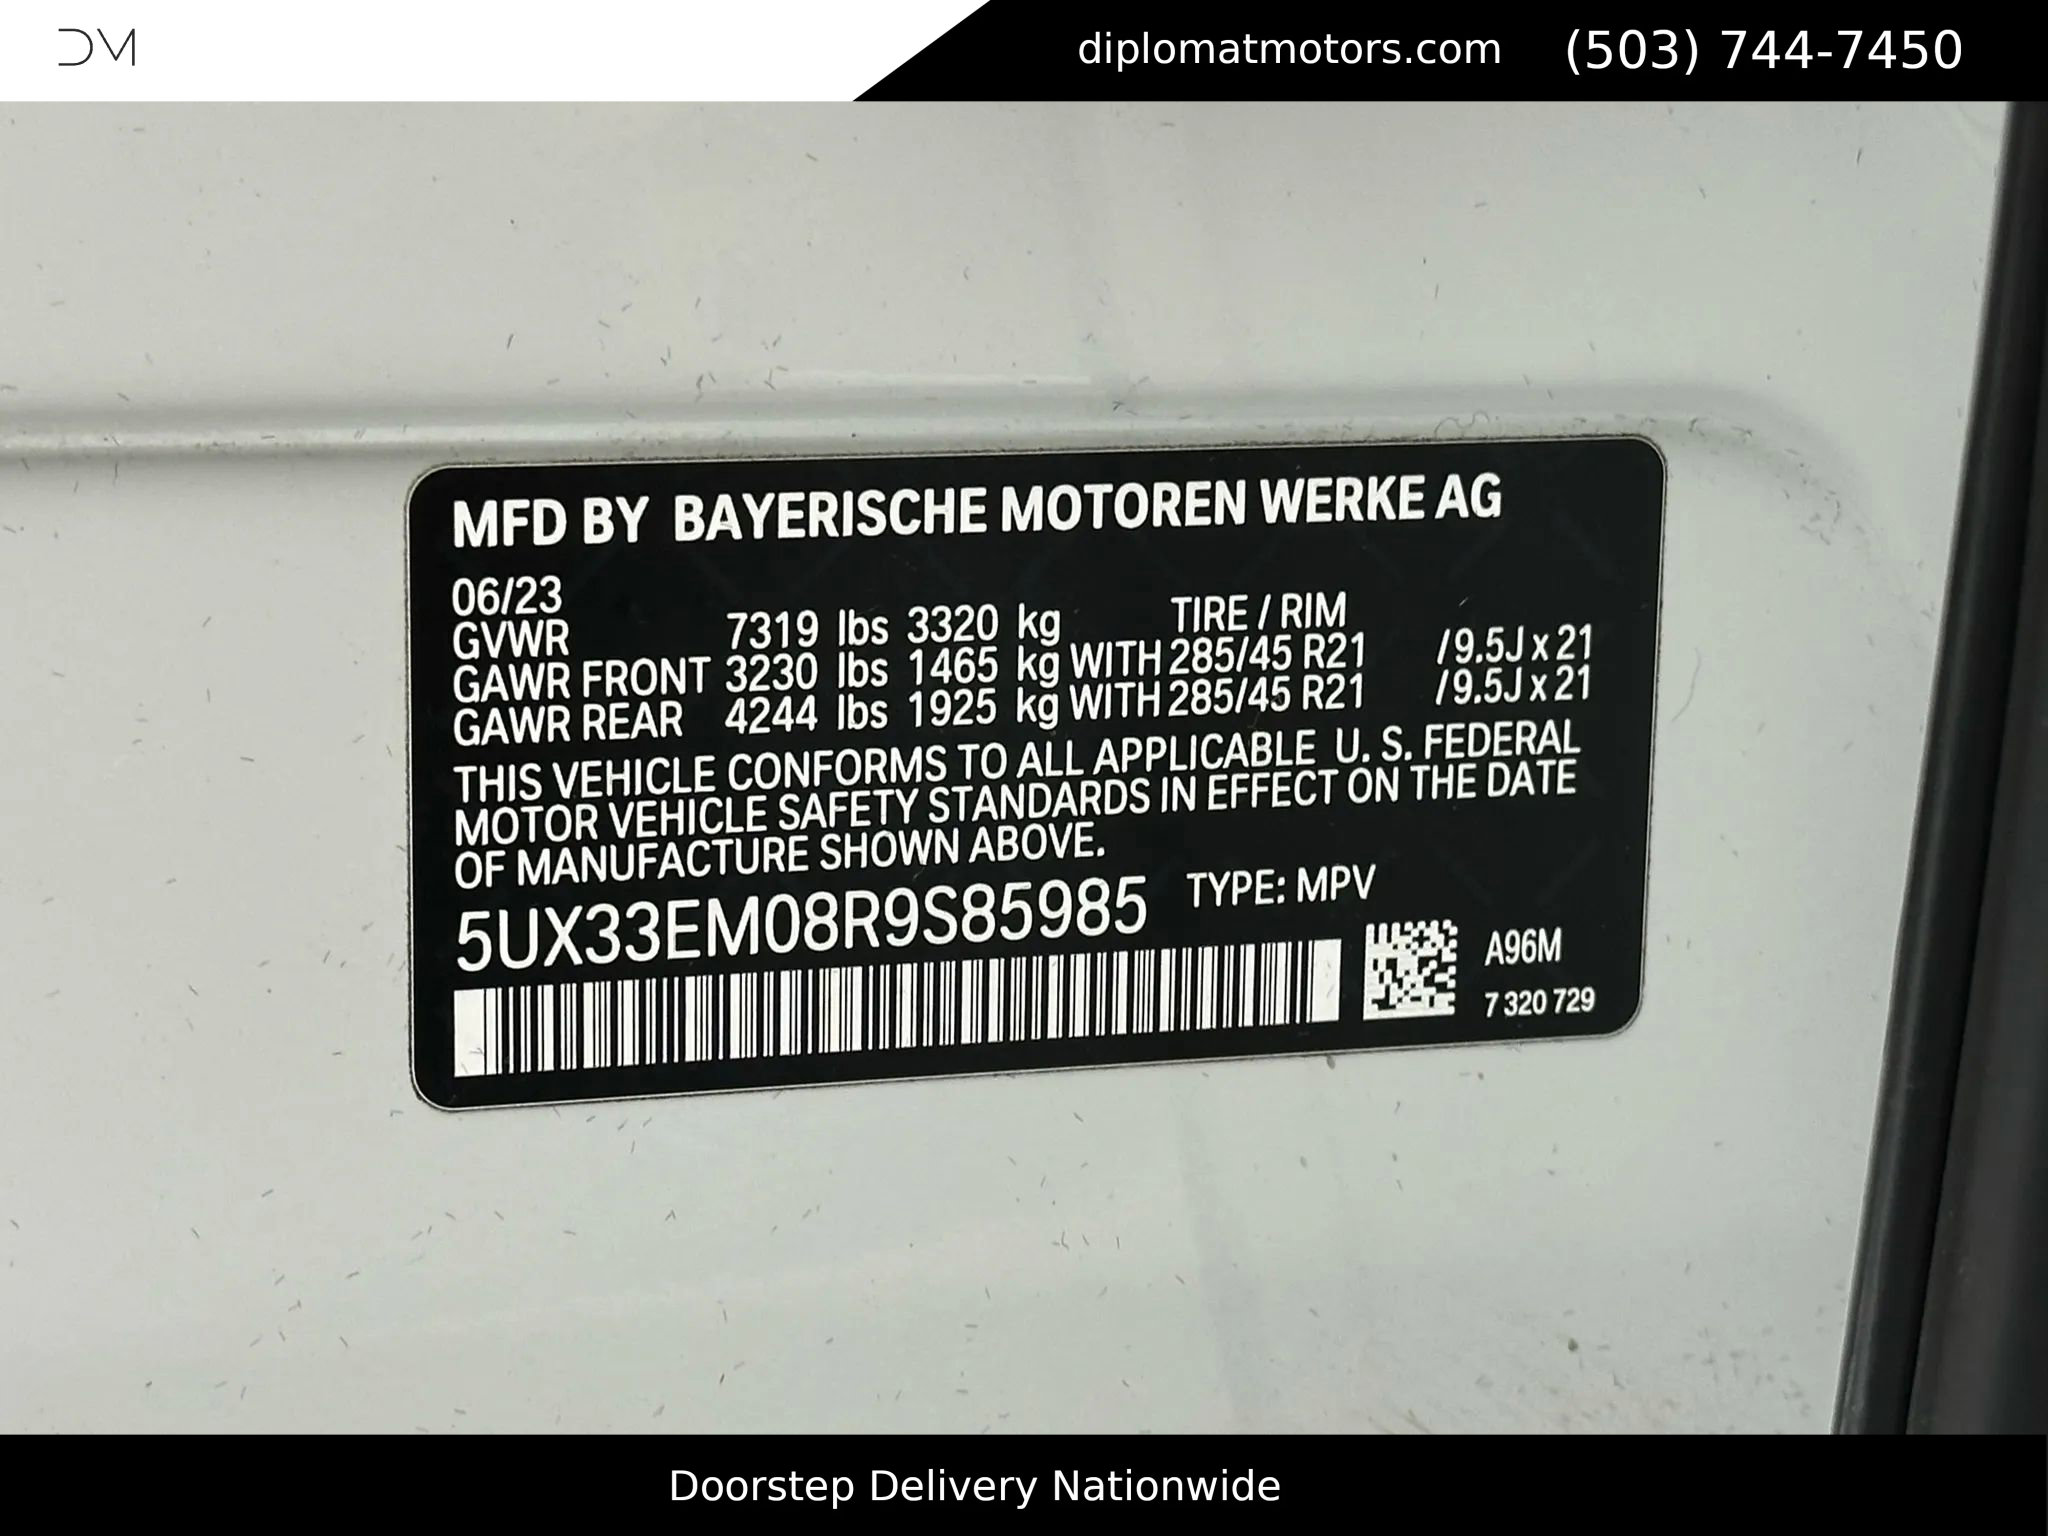 DM
diplomatmotors.com (503) 744-7450
MFD BY BAYERISCHE MOTOREN WERKE AG
06/23
GVWR 7319 lbs 3320 kg TIRE / RIM
GAWR FRONT 3230 lbs 1465 kg WITH 285/45 R21 / 9.5J x 21
GAWR REAR 4244 lbs 1925 kg WITH 285/45 R21 / 9.5J x 21
THIS VEHICLE CONFORMS TO ALL APPLICABLE U. S. FEDERAL
MOTOR VEHICLE SAFETY STANDARDS IN EFFECT ON THE DATE
OF MANUFACTURE SHOWN ABOVE.
5UX33EM08R9S85985 TYPE: MPV
A96M
7 320 729
Doorstep Delivery Nationwide